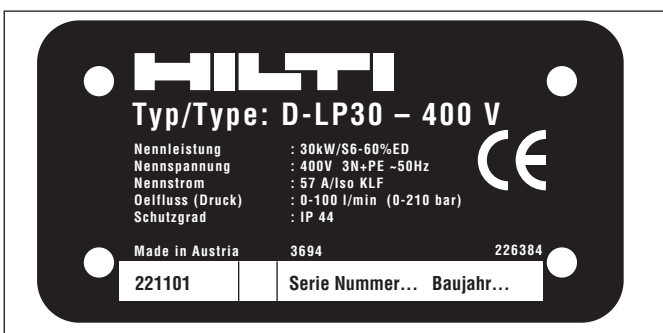 HILTI
Typ/Type: D-LP30 – 400 V
Nennleistung : 30kW/S6-60%ED
Nennspannung : 400V 3N+PE ~50Hz
Nennstrom : 57 A/Iso KLF
Oelfluss (Druck) : 0-100 l/min (0-210 bar)
Schutzgrad : IP 44
CE
Made in Austria 3694 226384
221101 Serie Nummer... Baujahr...